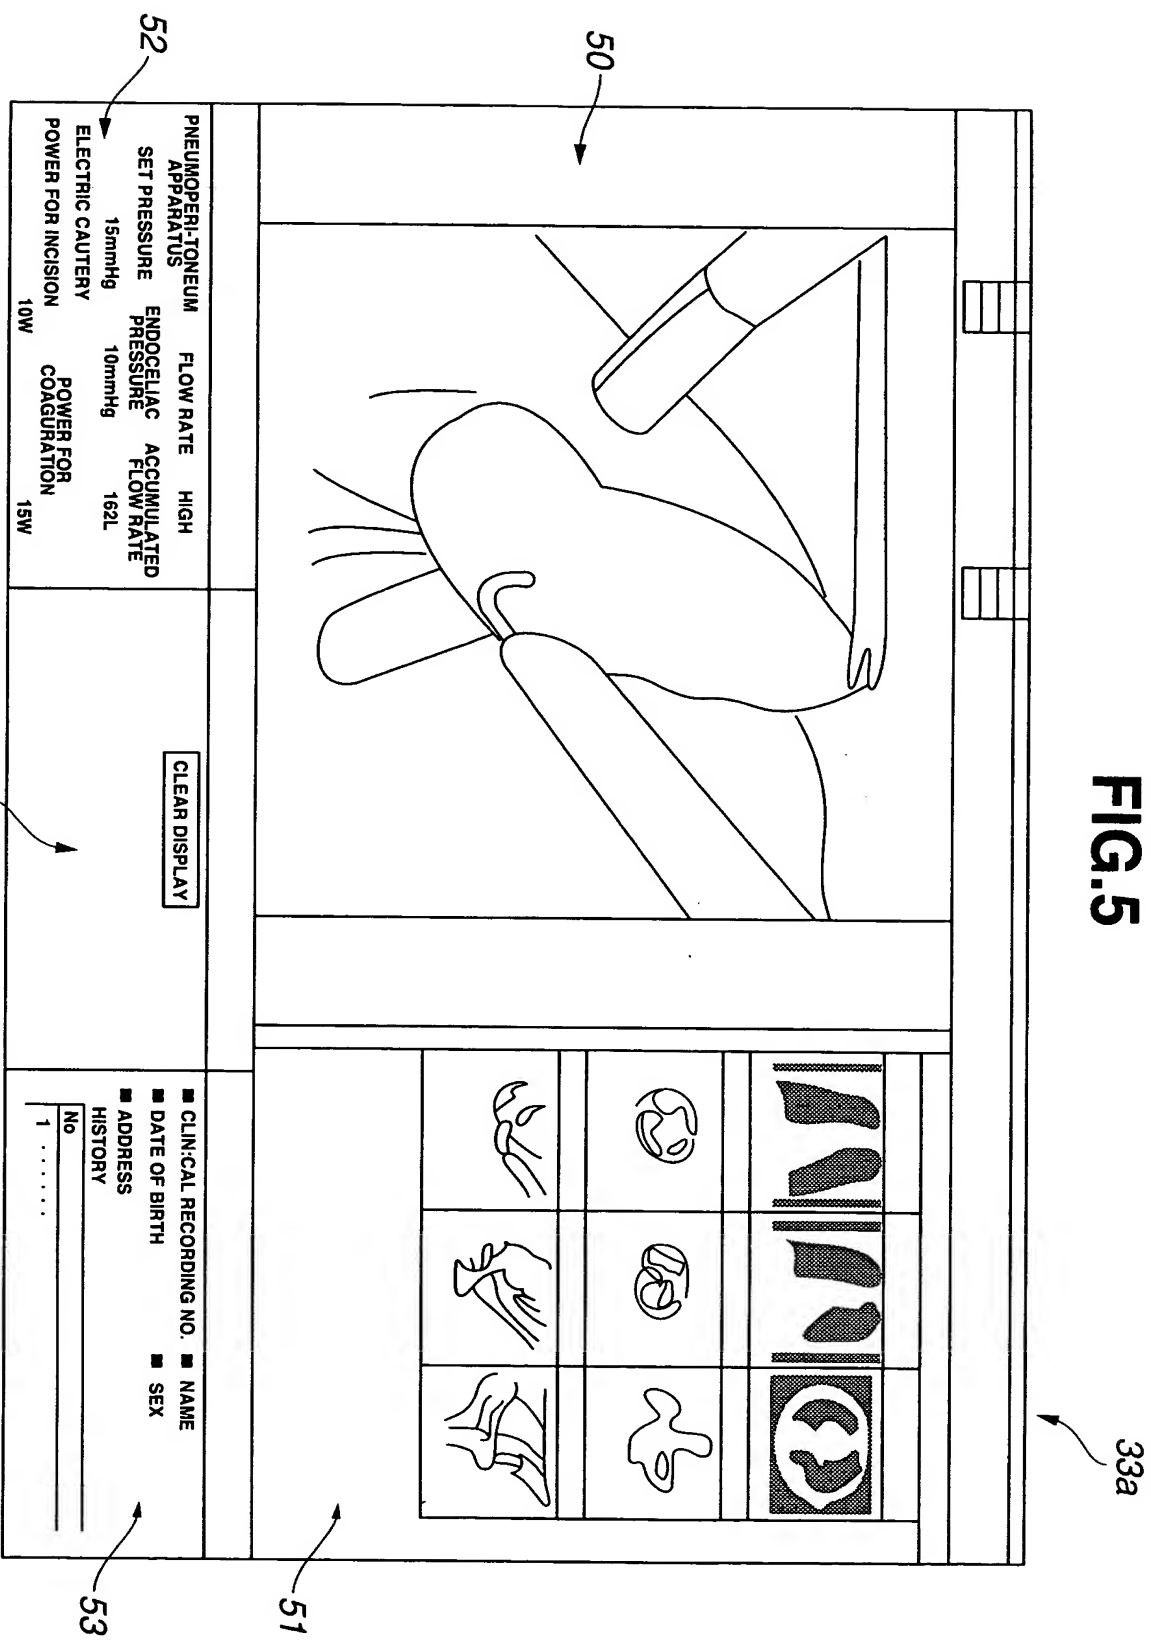 FIG.5
33a
50
51
52
PNEUMOPERI-TONEUM APPARATUS FLOW RATE HIGH
SET PRESSURE ENDOCELIAC PRESSURE ACCUMULATED FLOW RATE
15mmHg 10mmHg 162L
ELECTRIC CAUTERY
POWER FOR INCISION POWER FOR COAGURATION
10W 15W
CLEAR DISPLAY
■ CLIN:CAL RECORDING NO. ■ NAME
■ DATE OF BIRTH ■ SEX
■ ADDRESS
HISTORY
No
1 .......
53